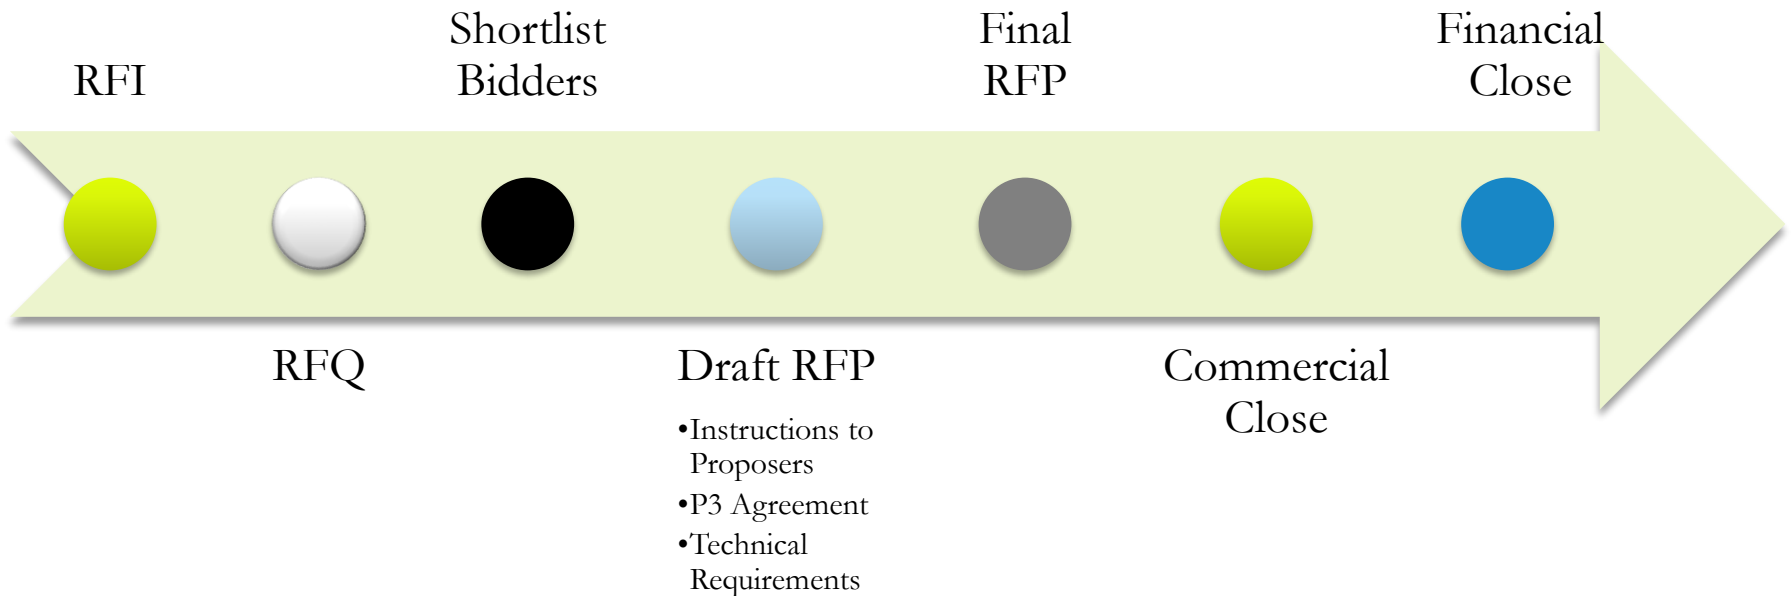 RFI
Shortlist
Bidders
Final
RFP
Financial
Close
RFQ
Draft RFP
•Instructions to
Proposers
•P3 Agreement
•Technical
Requirements
Commercial
Close